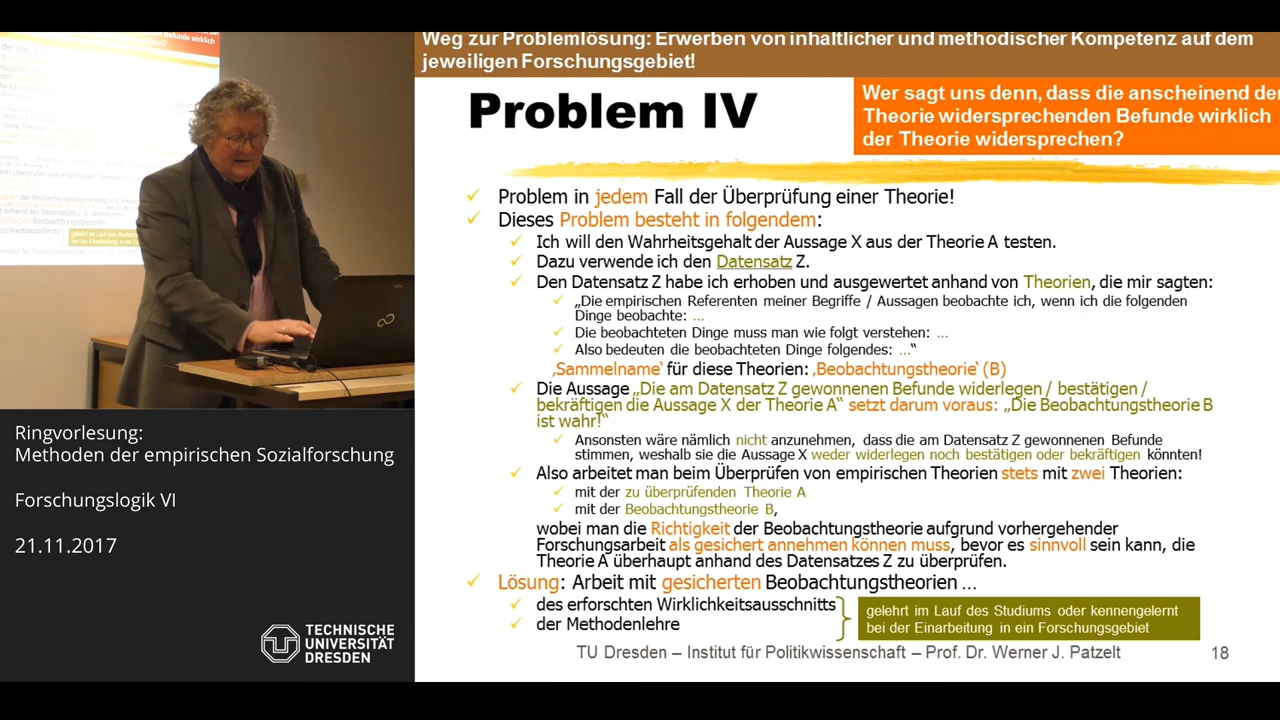 Weg zur Problemlösung: Erwerben von inhaltlicher und methodischer Kompetenz auf dem
jeweiligen Forschungsgebiet!
Problem IV
Wer sagt uns denn, dass die anscheinend der
Theorie widersprechenden Befunde wirklich
der Theorie widersprechen?
Problem in jedem Fall der Überprüfung einer Theorie!
Dieses Problem besteht in folgendem:
Ich will den Wahrheitsgehalt der Aussage X aus der Theorie A testen.
Dazu verwende ich den Datensatz Z.
Den Datensatz Z habe ich erhoben und ausgewertet anhand von Theorien, die mir sagten:
„Die empirischen Referenten meiner Begriffe / Aussagen beobachte ich, wenn ich die folgenden
Dinge beobachte: …
Die beobachteten Dinge muss man wie folgt verstehen: …
Also bedeuten die beobachteten Dinge folgendes: …“
‚Sammelname‘ für diese Theorien: ‚Beobachtungstheorie‘ (B)
Die Aussage „Die am Datensatz Z gewonnenen Befunde widerlegen / bestätigen /
bekräftigen die Aussage X der Theorie A“ setzt darum voraus: „Die Beobachtungstheorie B
ist wahr!“
Ansonsten wäre nämlich nicht anzunehmen, dass die am Datensatz Z gewonnenen Befunde
stimmen, weshalb sie die Aussage X weder widerlegen noch bestätigen oder bekräftigen könnten!
Also arbeitet man beim Überprüfen von empirischen Theorien stets mit zwei Theorien:
mit der zu überprüfenden Theorie A
mit der Beobachtungstheorie B,
wobei man die Richtigkeit der Beobachtungstheorie aufgrund vorhergehender
Forschungsarbeit als gesichert annehmen können muss, bevor es sinnvoll sein kann, die
Theorie A überhaupt anhand des Datensatzes Z zu überprüfen.
Lösung: Arbeit mit gesicherten Beobachtungstheorien …
des erforschten Wirklichkeitsausschnitts
der Methodenlehre
gelehrt im Lauf des Studiums oder kennengelernt
bei der Einarbeitung in ein Forschungsgebiet
TU Dresden – Institut für Politikwissenschaft – Prof. Dr. Werner J. Patzelt
18
Ringvorlesung:
Methoden der empirischen Sozialforschung
Forschungslogik VI
21.11.2017
TECHNISCHE
UNIVERSITÄT
DRESDEN